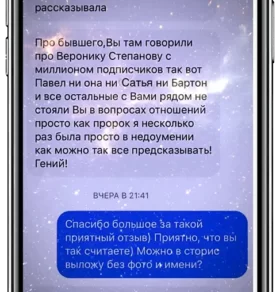 рассказывала
Про бывшего,Вы там говорили
про Веронику Степанову с
миллионом подписчиков так вот
Павел ни она ни Сатья ни Бартон
и все остальные с Вами рядом не
стояли Вы в вопросах отношений
просто как пророк я несколько
раз была просто в недоумении
как можно так все предсказывать!
Гений!
ВЧЕРА В 21:41
Спасибо большое за такой
приятный отзыв) Приятно, что вы
так считаете) Можно в сторис
выложу без фото и имени?